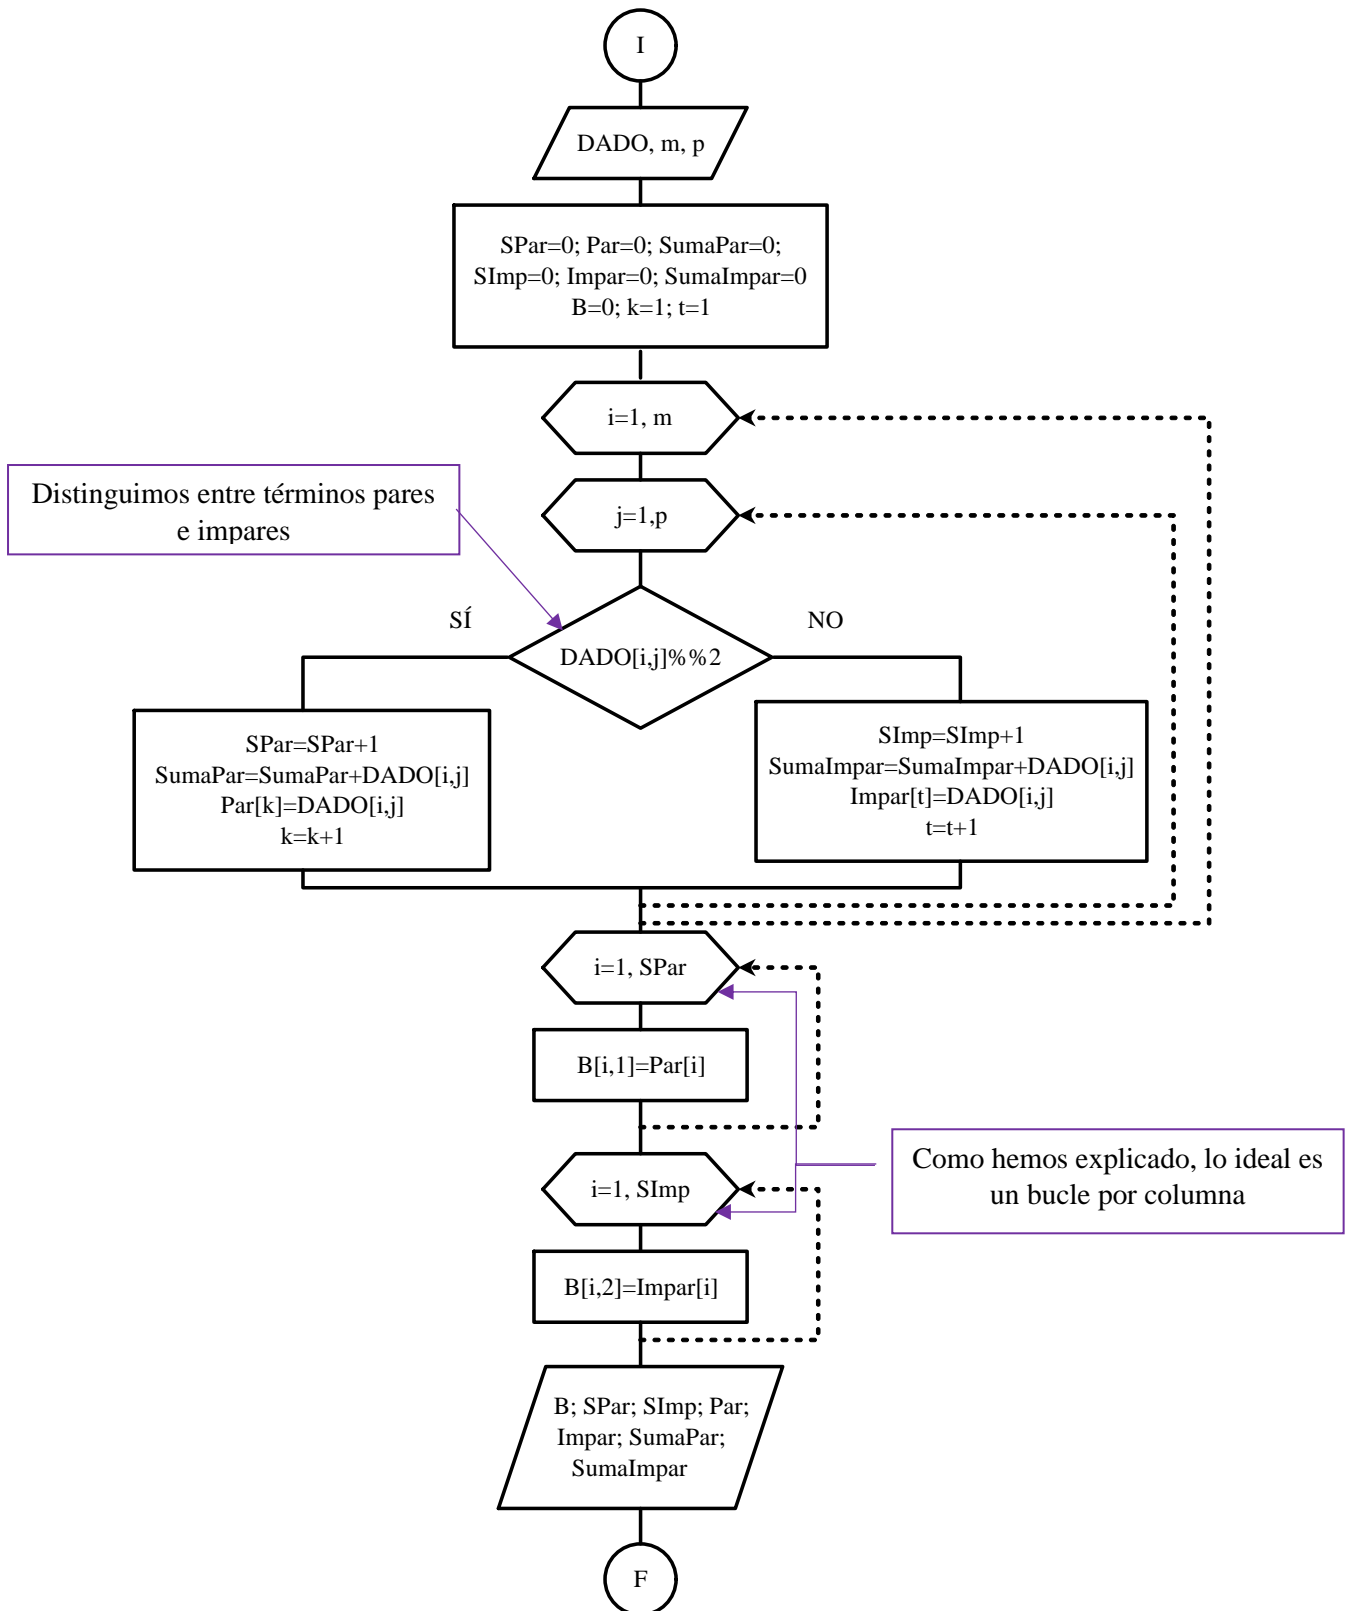 I
DADO, m, p
SPar=0; Par=0; SumaPar=0;
SImp=0; Impar=0; SumaImpar=0
B=0; k=1; t=1
i=1, m
Distinguimos entre términos pares
e impares
j=1,p
SÍ
NO
DADO[i,j]%%2
SPar=SPar+1
SumaPar=SumaPar+DADO[i,j]
Par[k]=DADO[i,j]
k=k+1
SImp=SImp+1
SumaImpar=SumaImpar+DADO[i,j]
Impar[t]=DADO[i,j]
t=t+1
i=1, SPar
B[i,1]=Par[i]
Como hemos explicado, lo ideal es
un bucle por columna
i=1, SImp
B[i,2]=Impar[i]
B; SPar; SImp; Par;
Impar; SumaPar;
SumaImpar
F